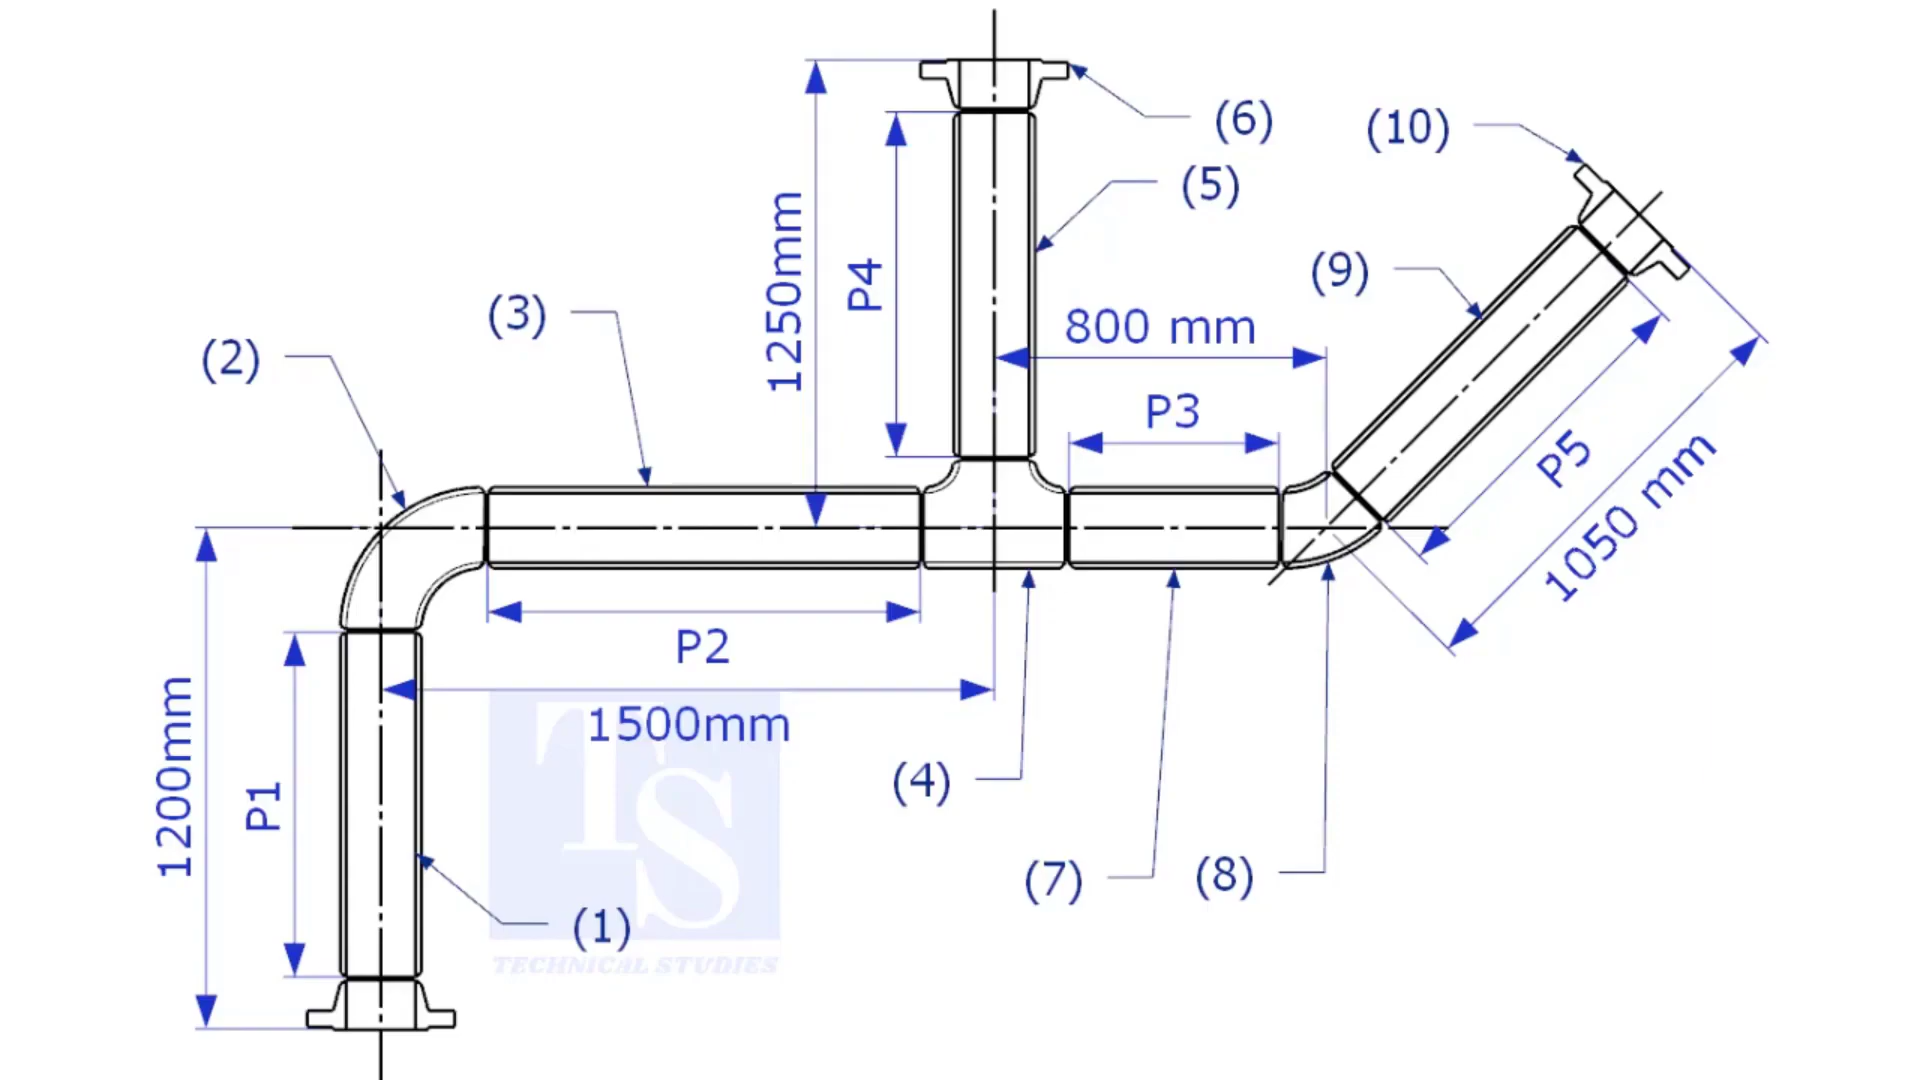 (6)
(10)
(5)
1250mm
P4
(9)
(3)
800 mm
(2)
P3
P5
1050 mm
P2
1500mm
1200mm
P1
(4)
(7)
(8)
(1)
TS
TECHNICAL STUDIES